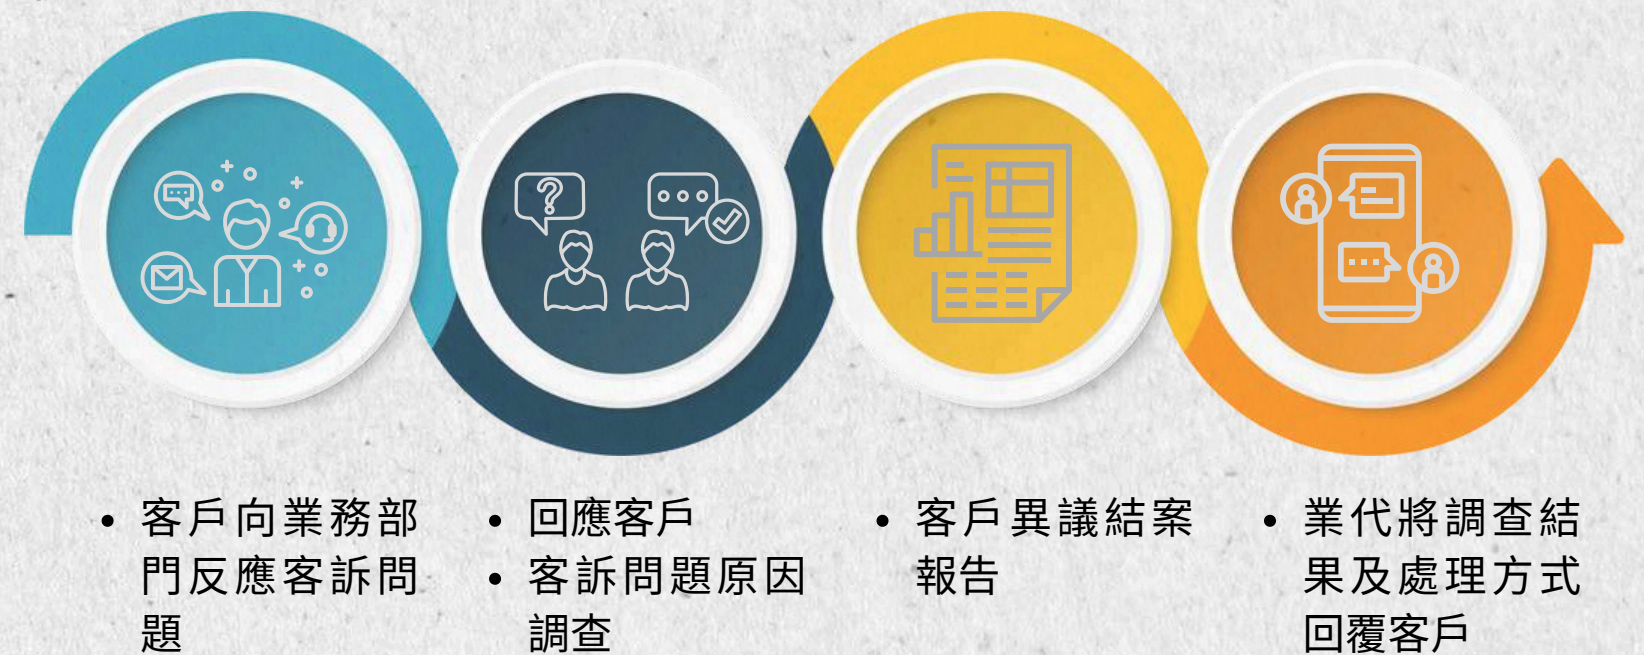 • 客戶向業務部
門反應客訴問
題
• 回應客戶
• 客訴問題原因
調查
• 客戶異議結案
報告
• 業代將調查結
果及處理方式
回覆客戶